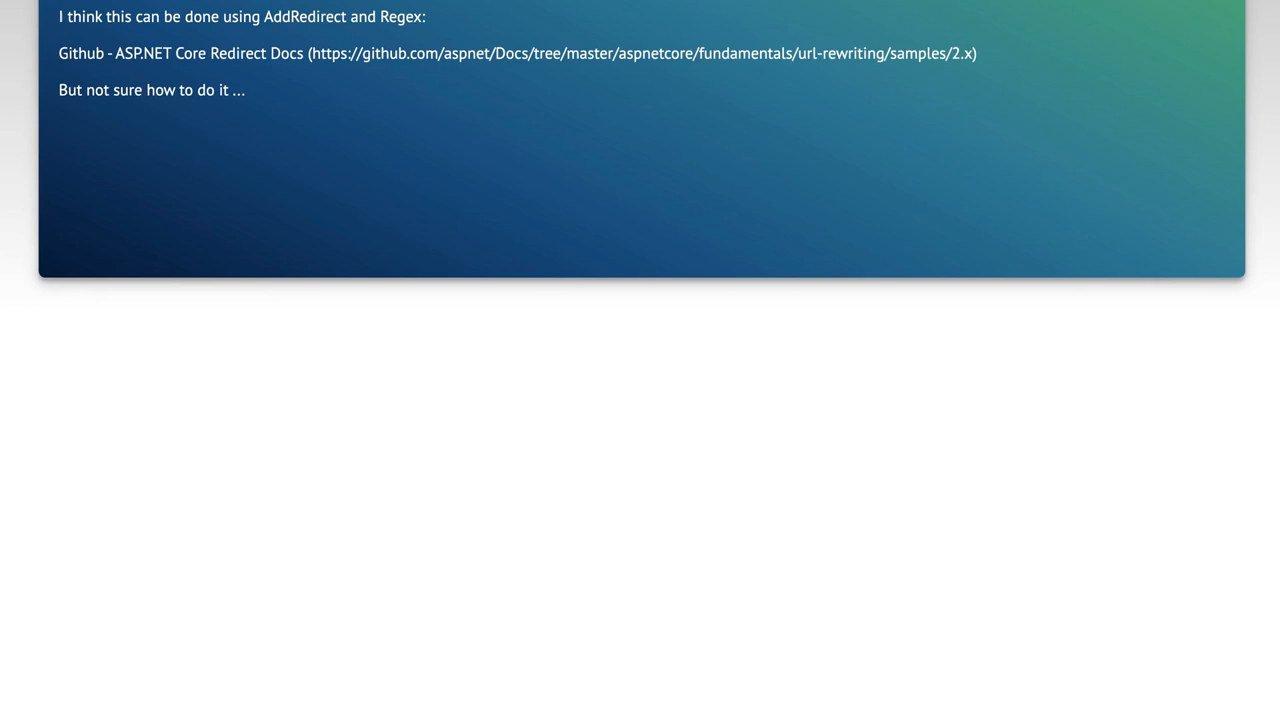 I think this can be done using AddRedirect and Regex:
Github - ASP.NET Core Redirect Docs (https://github.com/aspnet/Docs/tree/master/aspnetcore/fundamentals/url-rewriting/samples/2.x)
But not sure how to do it ...